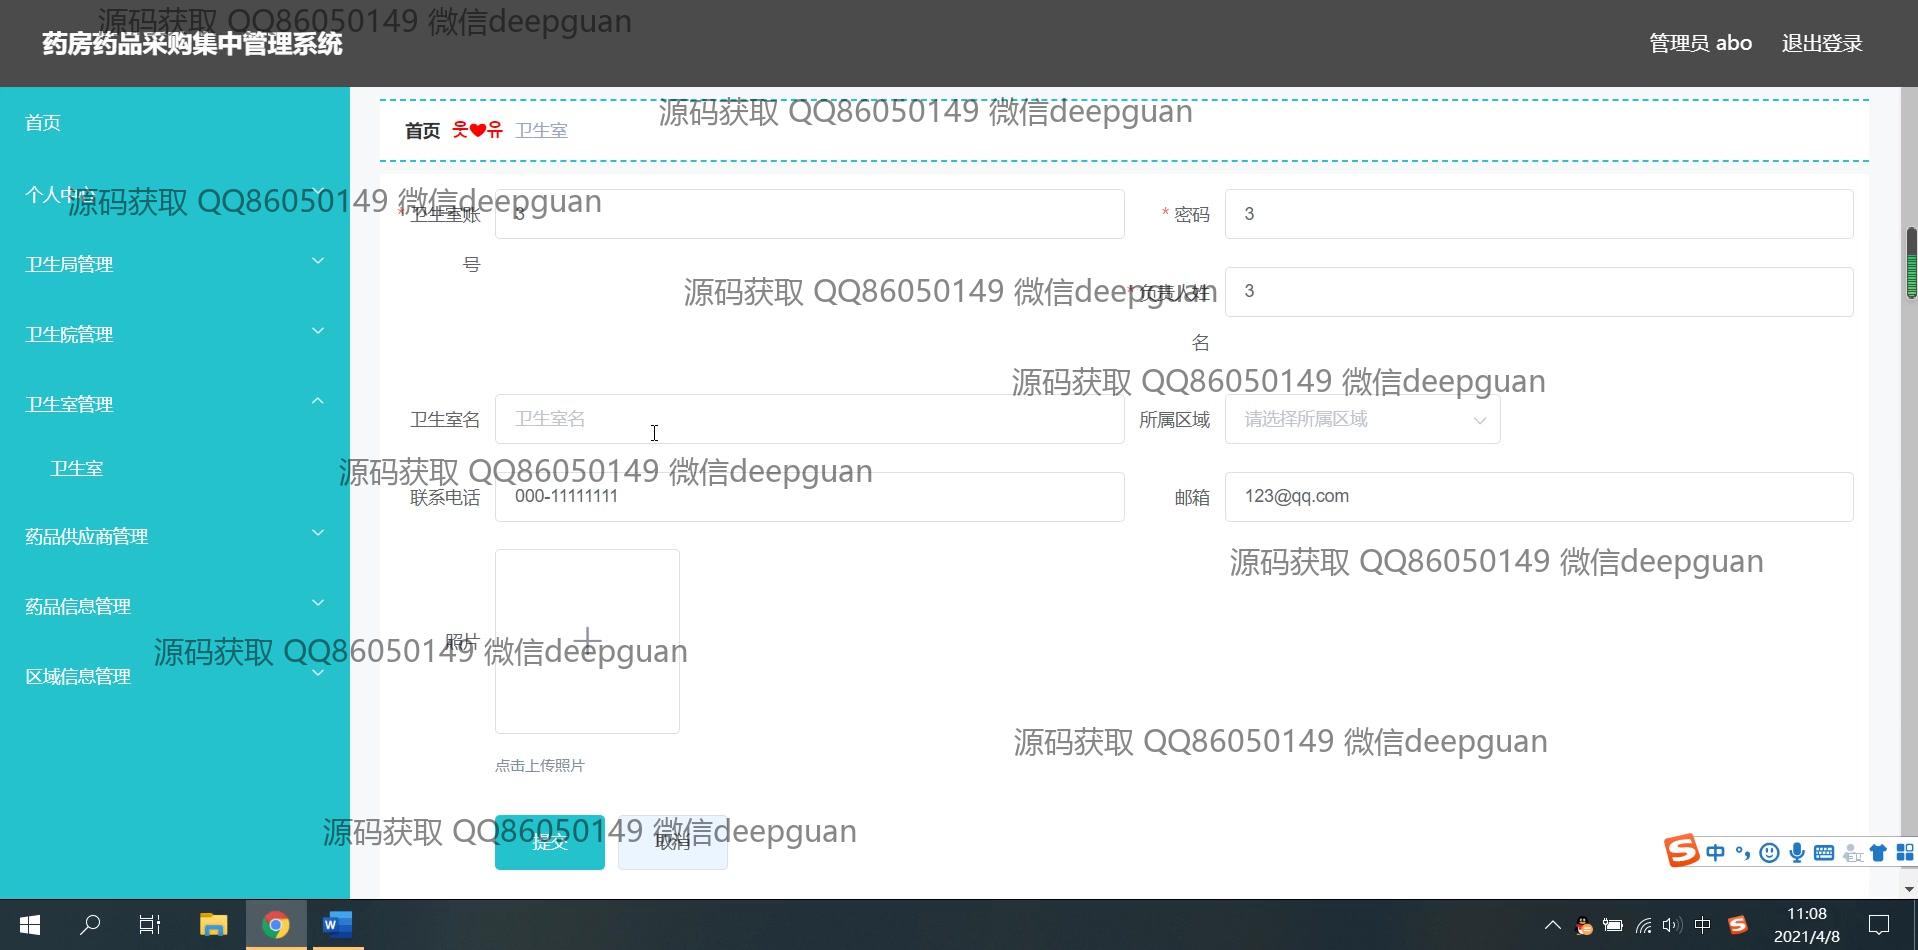 源码获取 QQ86050149 微信deepguan
药房药品采购集中管理系统
管理员 abo
退出登录
首页
源码获取 QQ86050149 微信deepguan
首页 웃❤유 卫生室
个人中心
源码获取 QQ86050149 微信deepguan
* 卫生室账号
3
* 密码
3
卫生局管理
源码获取 QQ86050149 微信deepguan
* 负责人姓名
3
卫生院管理
源码获取 QQ86050149 微信deepguan
卫生室管理
卫生室名
卫生室名
所属区域
请选择所属区域
卫生室
源码获取 QQ86050149 微信deepguan
联系电话
000-11111111
邮箱
123@qq.com
药品供应商管理
源码获取 QQ86050149 微信deepguan
药品信息管理
照片
源码获取 QQ86050149 微信deepguan
区域信息管理
源码获取 QQ86050149 微信deepguan
点击上传照片
源码获取 QQ86050149 微信deepguan
提交
取消
中
中
11:08
2021/4/8